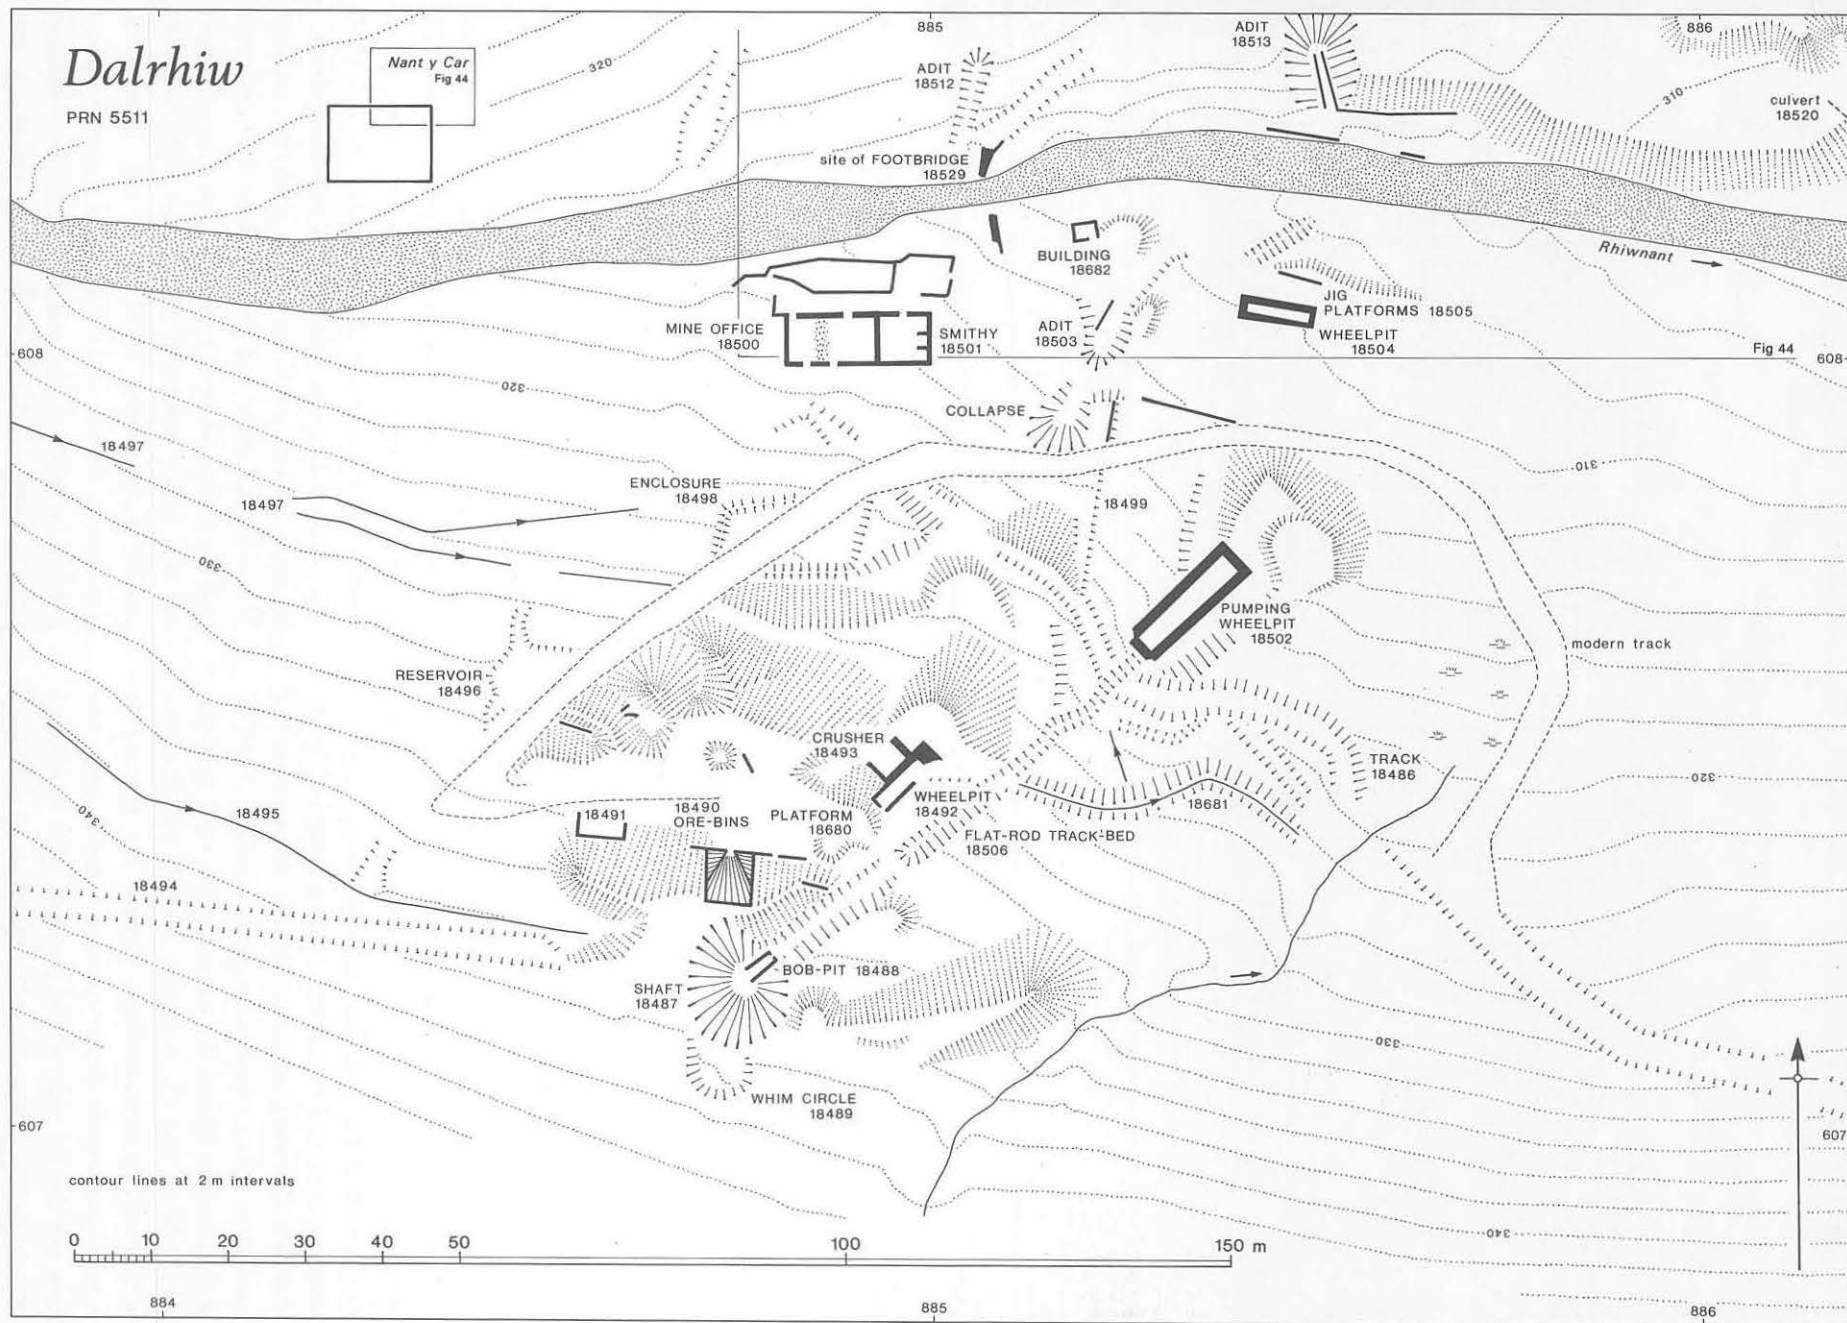 Dalrhiw
PRN 5511
Nant y Car
Fig 44
885
886
320
ADIT
18512
ADIT
18513
310
culvert
18520
site of FOOTBRIDGE
18529
BUILDING
18682
Rhiwnant
MINE OFFICE
18500
SMITHY
18501
ADIT
18503
JIG
PLATFORMS 18505
WHEELPIT
18504
Fig 44
608
608
320
COLLAPSE
18497
18497
ENCLOSURE
18498
18499
310
330
PUMPING
WHEELPIT
18502
modern track
RESERVOIR
18496
CRUSHER
18493
TRACK
18486
320
18495
340
18491
18490
ORE-BINS
PLATFORM
18680
WHEELPIT
18492
18681
FLAT-ROD TRACK-BED
18506
18494
BOB-PIT 18488
SHAFT
18487
330
WHIM CIRCLE
18489
607
607
contour lines at 2 m intervals
340
0 10 20 30 40 50 100 150 m
884
885
886